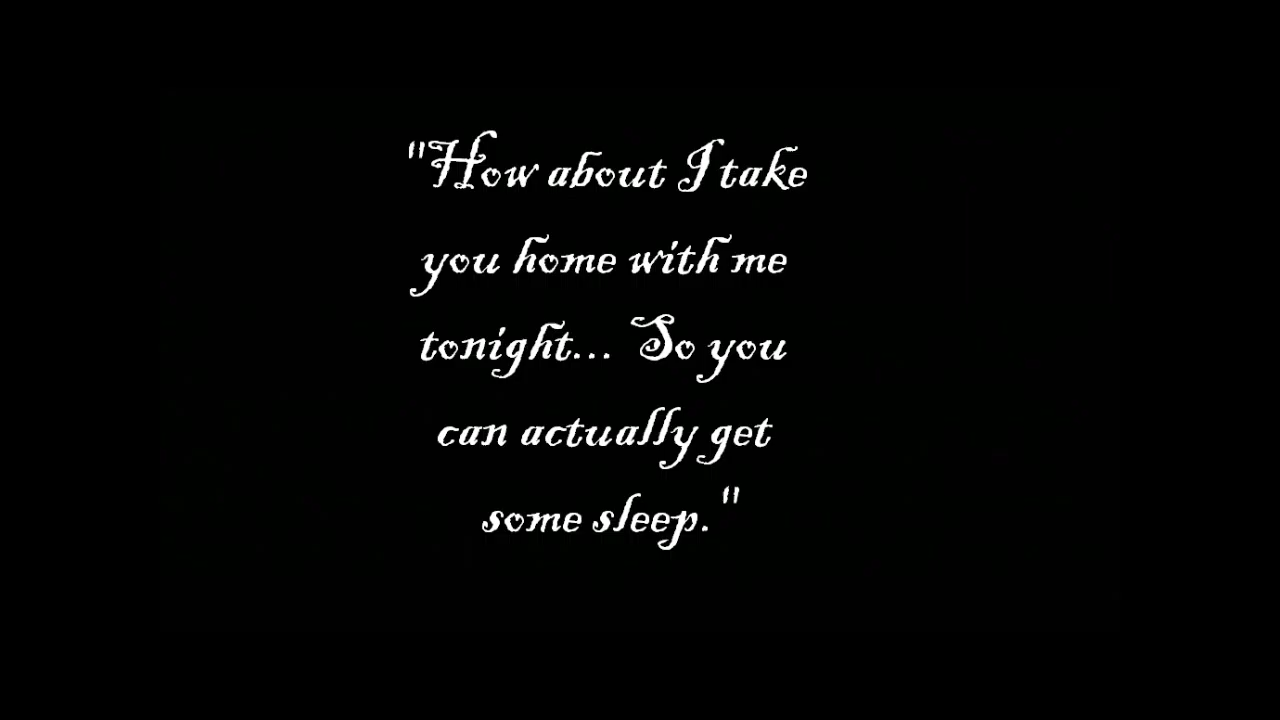 "How about I take
you home with me
tonight... So you
can actually get
some sleep."